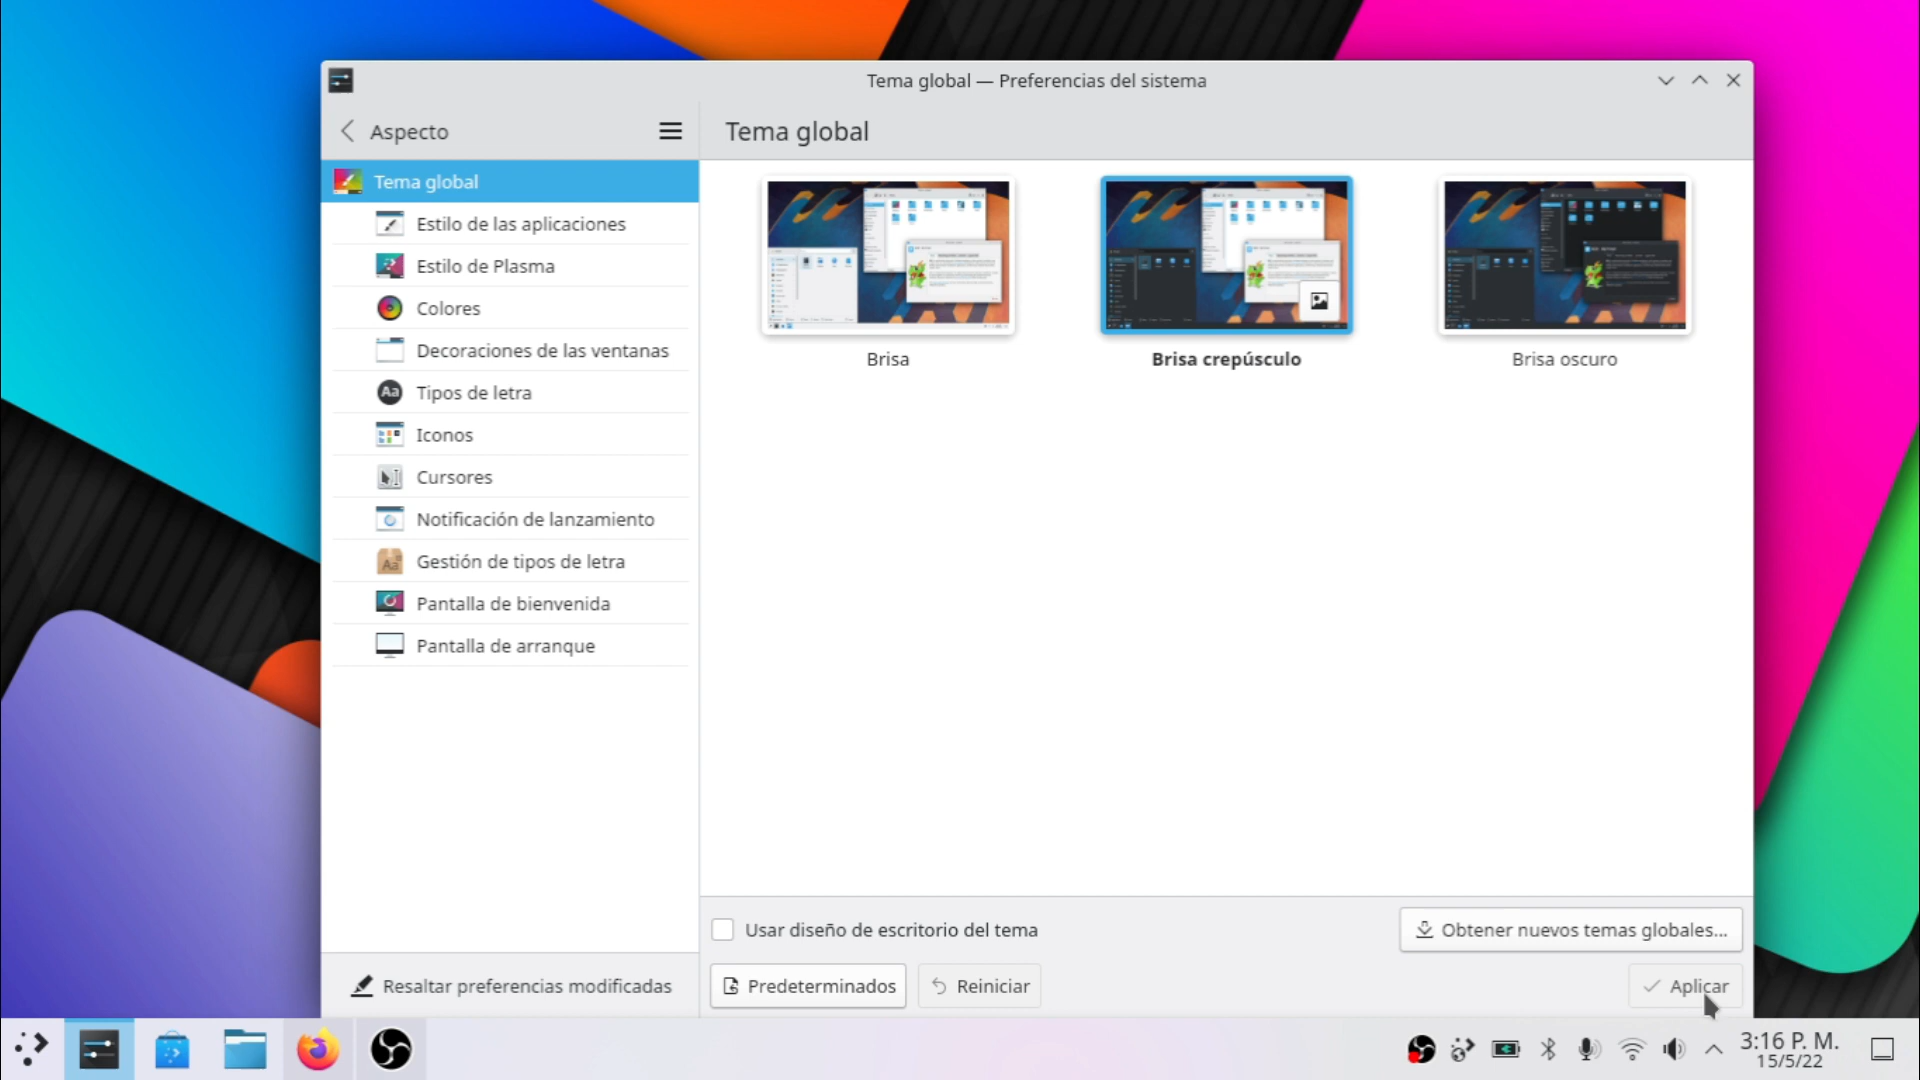 Tema global — Preferencias del sistema
Aspecto
Tema global
Tema global
Estilo de las aplicaciones
Estilo de Plasma
Colores
Decoraciones de las ventanas
Tipos de letra
Iconos
Cursores
Notificación de lanzamiento
Gestión de tipos de letra
Pantalla de bienvenida
Pantalla de arranque
Resaltar preferencias modificadas
Brisa
Brisa crepúsculo
Brisa oscuro
Usar diseño de escritorio del tema
Obtener nuevos temas globales...
Predeterminados
Reiniciar
Aplicar
3:16 P. M.
15/5/22